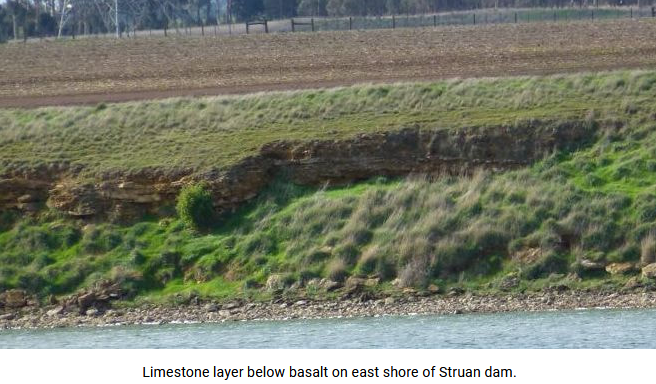 Limestone layer below basalt on east shore of Struan dam.